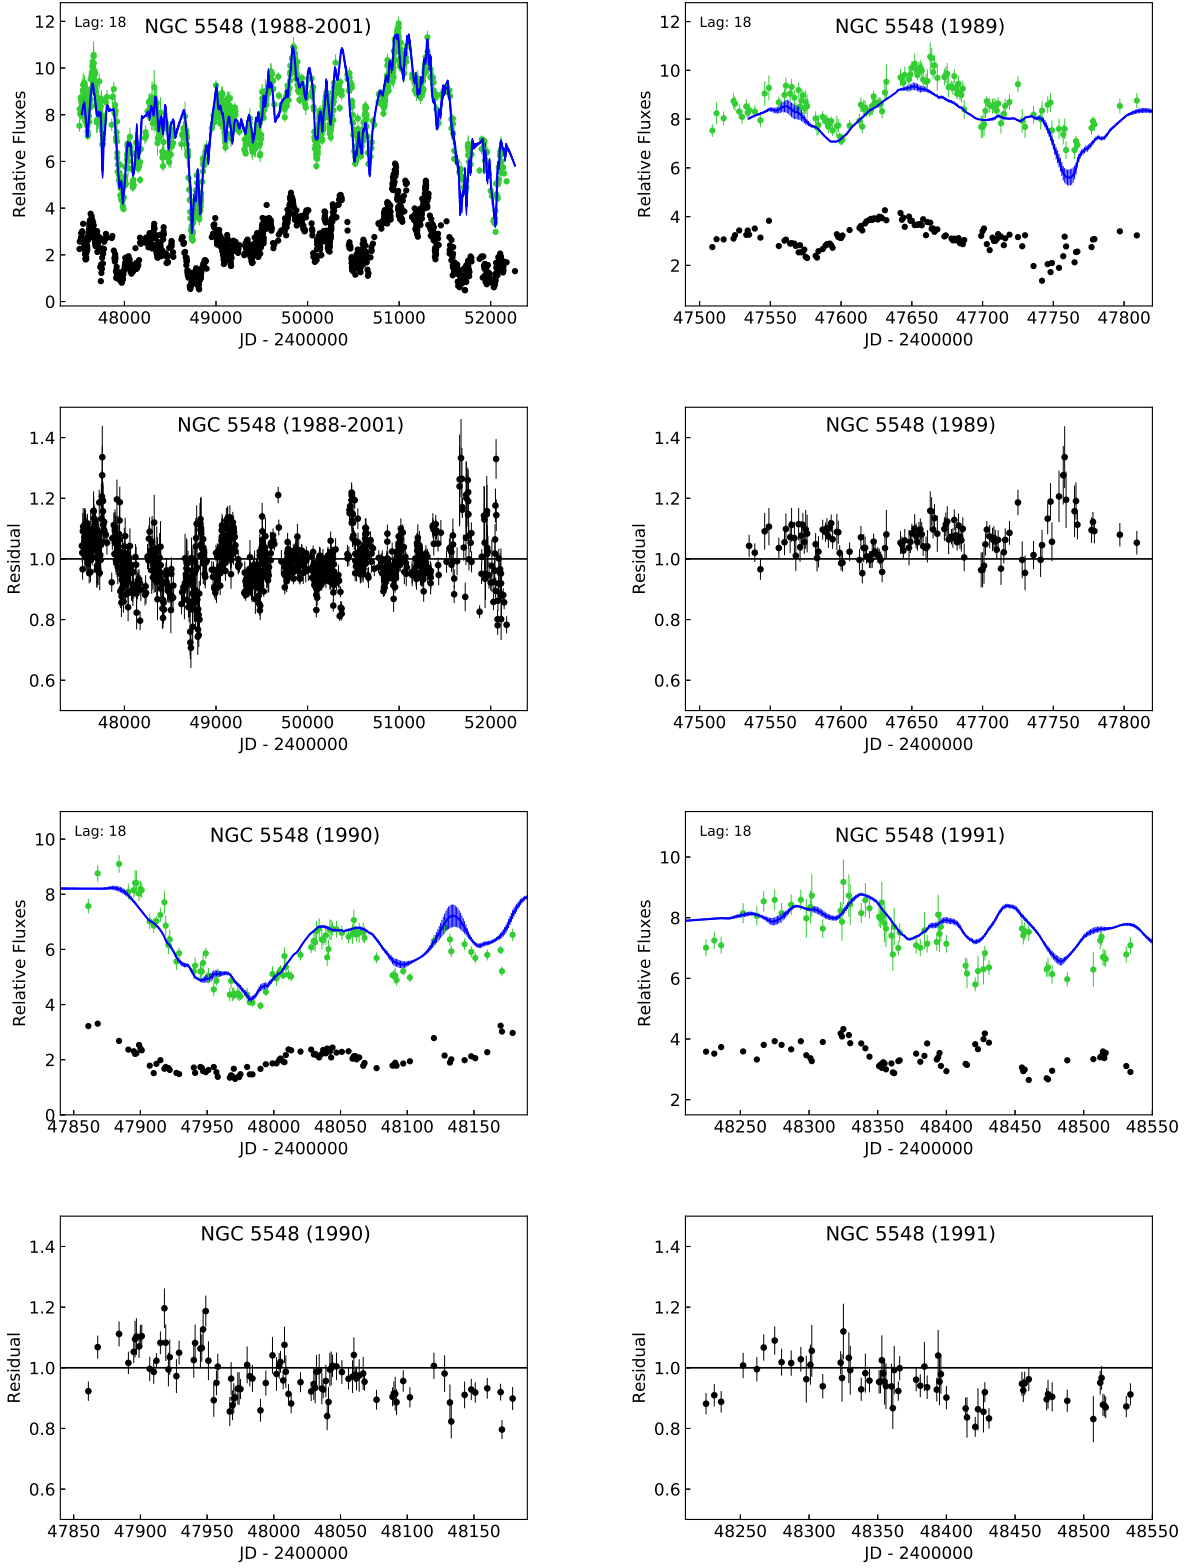 Lag: 18
NGC 5548 (1988-2001)
Relative Fluxes
12
10
8
6
4
2
0
48000 49000 50000 51000 52000
JD - 2400000
Lag: 18
NGC 5548 (1989)
Relative Fluxes
12
10
8
6
4
2
47500 47550 47600 47650 47700 47750 47800
JD - 2400000
NGC 5548 (1988-2001)
Residual
1.4
1.2
1.0
0.8
0.6
48000 49000 50000 51000 52000
JD - 2400000
NGC 5548 (1989)
Residual
1.4
1.2
1.0
0.8
0.6
47500 47550 47600 47650 47700 47750 47800
JD - 2400000
Lag: 18
NGC 5548 (1990)
Relative Fluxes
10
8
6
4
2
0
47850 47900 47950 48000 48050 48100 48150
JD - 2400000
Lag: 18
NGC 5548 (1991)
Relative Fluxes
10
8
6
4
2
48250 48300 48350 48400 48450 48500 48550
JD - 2400000
NGC 5548 (1990)
Residual
1.4
1.2
1.0
0.8
0.6
47850 47900 47950 48000 48050 48100 48150
JD - 2400000
NGC 5548 (1991)
Residual
1.4
1.2
1.0
0.8
0.6
48250 48300 48350 48400 48450 48500 48550
JD - 2400000